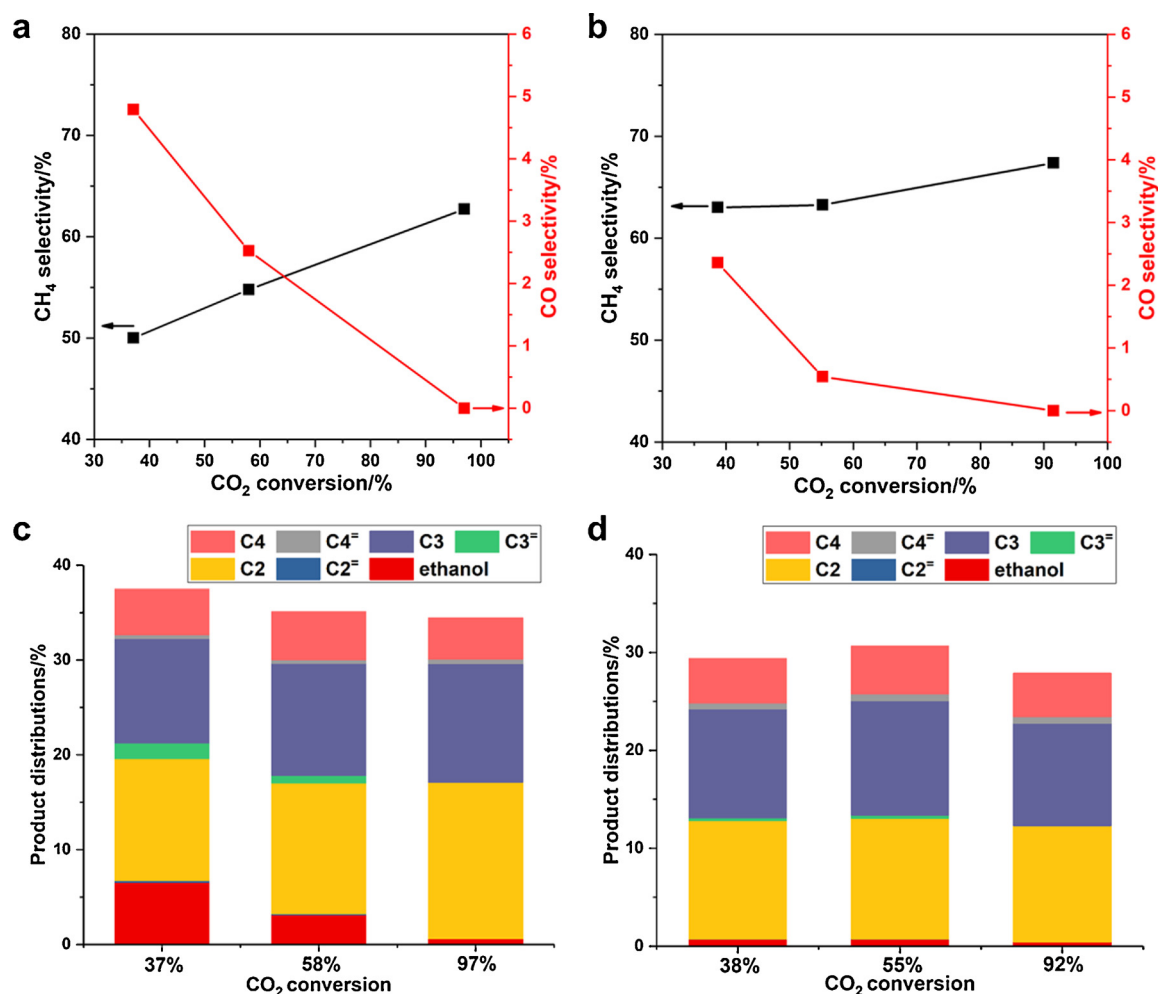 a
80
70
60
50
40
CH4 selectivity/%
6
5
4
3
2
1
0
CO selectivity/%
30 40 50 60 70 80 90 100
CO2 conversion/%
b
80
70
60
50
40
CH4 selectivity/%
6
5
4
3
2
1
0
CO selectivity/%
30 40 50 60 70 80 90 100
CO2 conversion/%
c
C4 C4= C3 C3=
C2 C2= ethanol
40
30
20
10
0
Product distributions/%
37% 58% 97%
CO2 conversion
d
C4 C4= C3 C3=
C2 C2= ethanol
40
30
20
10
0
Product distributions/%
38% 55% 92%
CO2 conversion